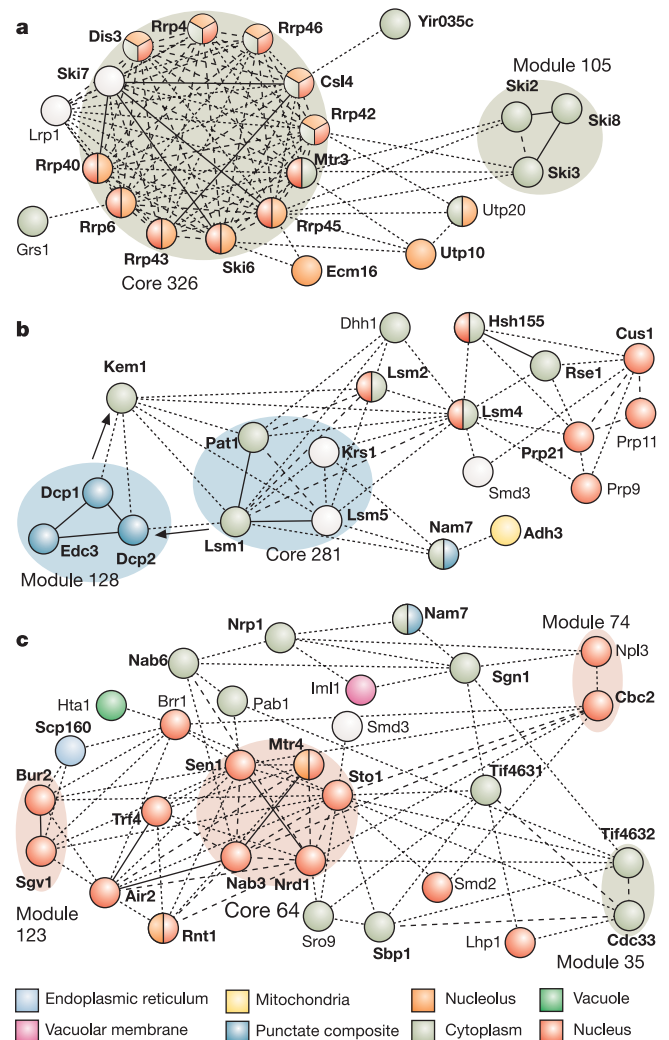 a
Rrp4
Rrp46
Dis3
Yir035c
Ski7
Csl4
Module 105
Ski2
Lrp1
Rrp42
Ski8
Mtr3
Rrp40
Ski3
Rrp45
Utp20
Rrp6
Grs1
Rrp43
Ski6
Utp10
Core 326
Ecm16
b
Dhh1
Hsh155
Cus1
Kem1
Lsm2
Rse1
Lsm4
Pat1
Krs1
Prp21
Prp11
Dcp1
Smd3
Prp9
Lsm5
Edc3
Dcp2
Lsm1
Core 281
Nam7
Adh3
Module 128
c
Nam7
Module 74
Nrp1
Npl3
Nab6
Sgn1
Iml1
Hta1
Brr1
Pab1
Cbc2
Scp160
Smd3
Mtr4
Bur2
Sen1
Sto1
Tif4631
Trf4
Tif4632
Sgv1
Air2
Nab3
Nrd1
Smd2
Module
123
Core 64
Rnt1
Sro9
Sbp1
Lhp1
Cdc33
Module 35
Endoplasmic reticulum
Mitochondria
Nucleolus
Vacuole
Vacuolar membrane
Punctate composite
Cytoplasm
Nucleus